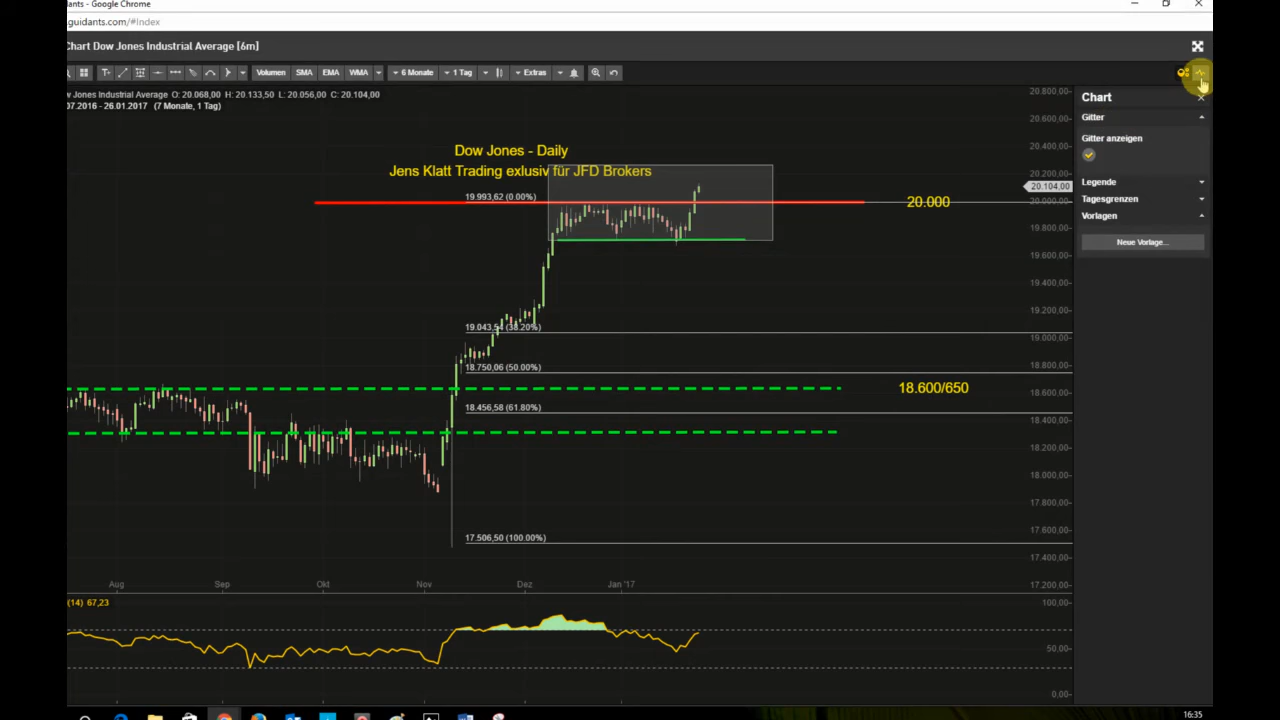 dants - Google Chrome
guidants.com/#Index
Chart Dow Jones Industrial Average [6m]
Volumen SMA EMA WMA 6 Monate 1 Tag Extras
w Jones Industrial Average O: 20.068,00 H: 20.133,50 L: 20.056,00 C: 20.104,00
.07.2016 - 26.01.2017 (7 Monate, 1 Tag)
Dow Jones - Daily
Jens Klatt Trading exlusiv für JFD Brokers
19.993,62 (0.00%)
20.000
19.043,54 (38.20%)
18.750,06 (50.00%)
18.600/650
18.456,58 (61.80%)
17.506,50 (100.00%)
20.800,00
20.600,00
20.400,00
20.200,00
20.104,00
20.000,00
19.800,00
19.600,00
19.400,00
19.200,00
19.000,00
18.800,00
18.600,00
18.400,00
18.200,00
18.000,00
17.800,00
17.600,00
17.400,00
17.200,00
Aug Sep Okt Nov Dez Jan '17
(14) 67,23
100,00
50,00
0,00
Chart
Gitter
Gitter anzeigen
Legende
Tagesgrenzen
Vorlagen
Neue Vorlage...
16:35